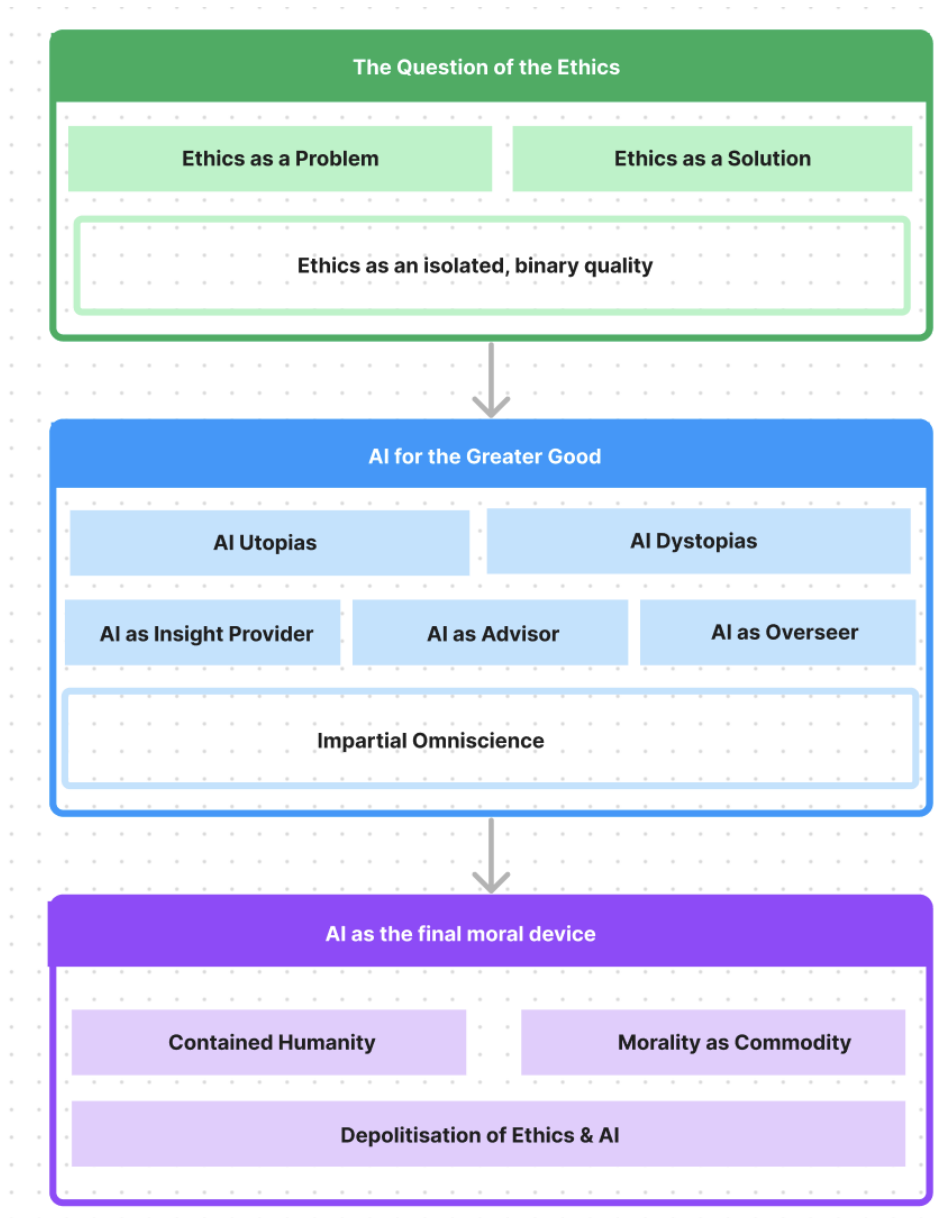 The Question of the Ethics
Ethics as a Problem
Ethics as a Solution
Ethics as an isolated, binary quality
AI for the Greater Good
AI Utopias
AI Dystopias
AI as Insight Provider
AI as Advisor
AI as Overseer
Impartial Omniscience
AI as the final moral device
Contained Humanity
Morality as Commodity
Depolitisation of Ethics & AI